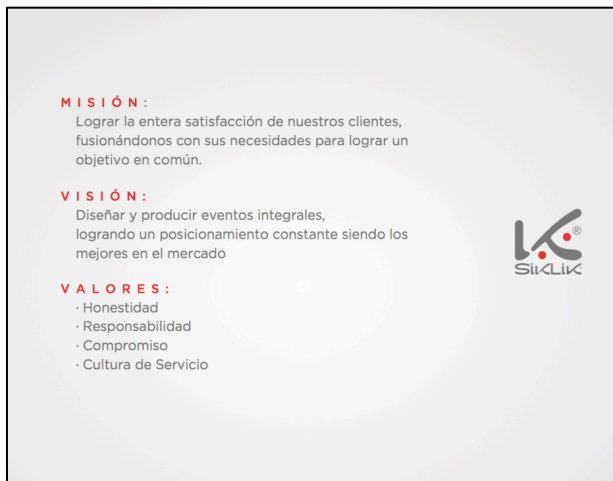 MISIÓN:
Lograr la entera satisfacción de nuestros clientes,
fusionándonos con sus necesidades para lograr un
objetivo en común.
VISIÓN:
Diseñar y producir eventos integrales,
logrando un posicionamiento constante siendo los
mejores en el mercado
VALORES:
· Honestidad
· Responsabilidad
· Compromiso
· Cultura de Servicio
K®
SiKLiK